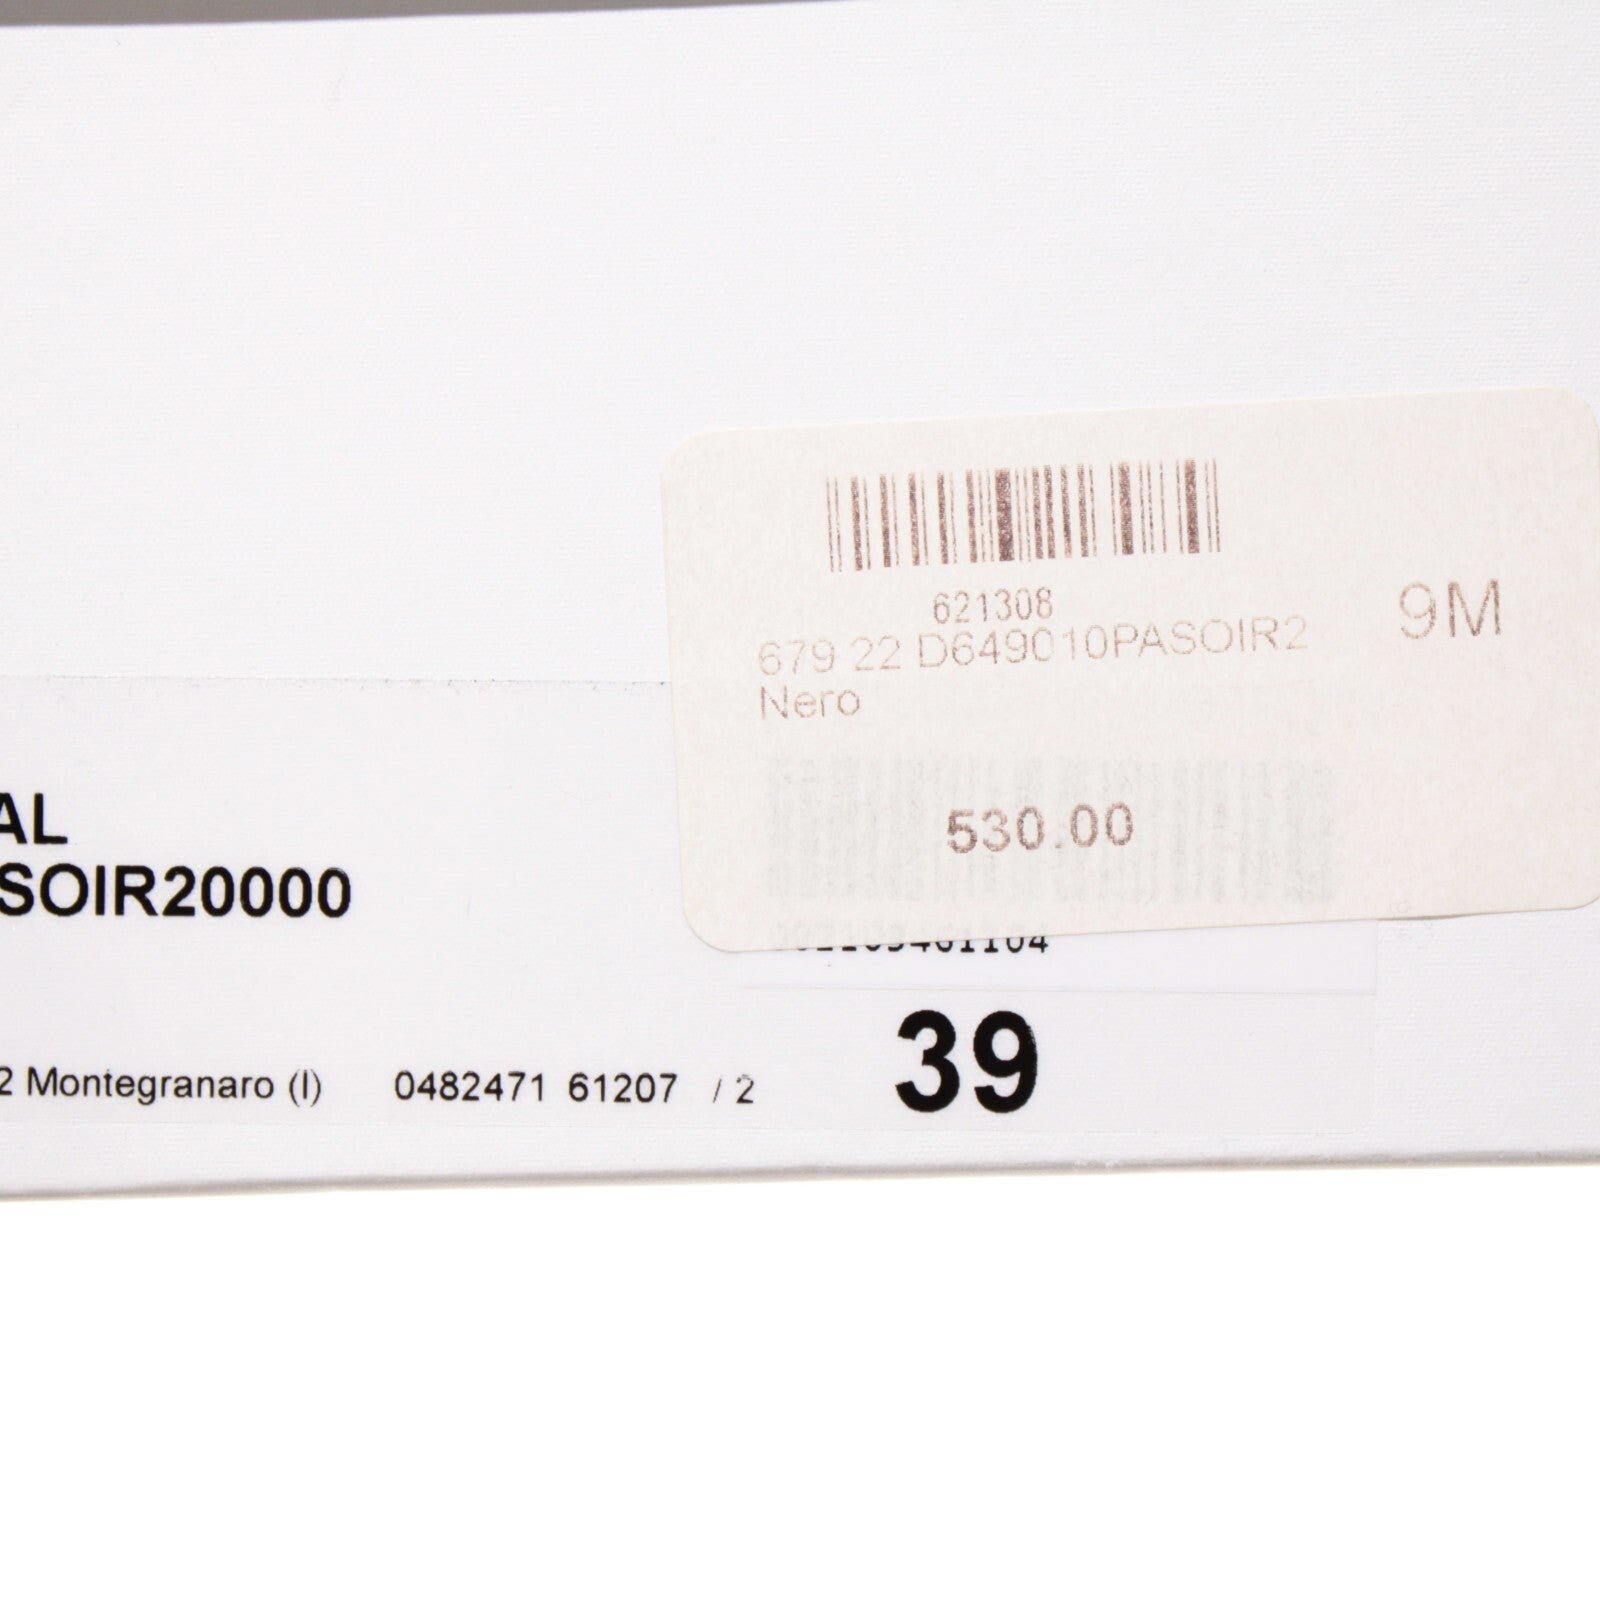 621308
679 22 D649010PASOIR2
9M
Nero
530.00
AL
SOIR20000
39
2 Montegranaro (I) 0482471 61207 / 2